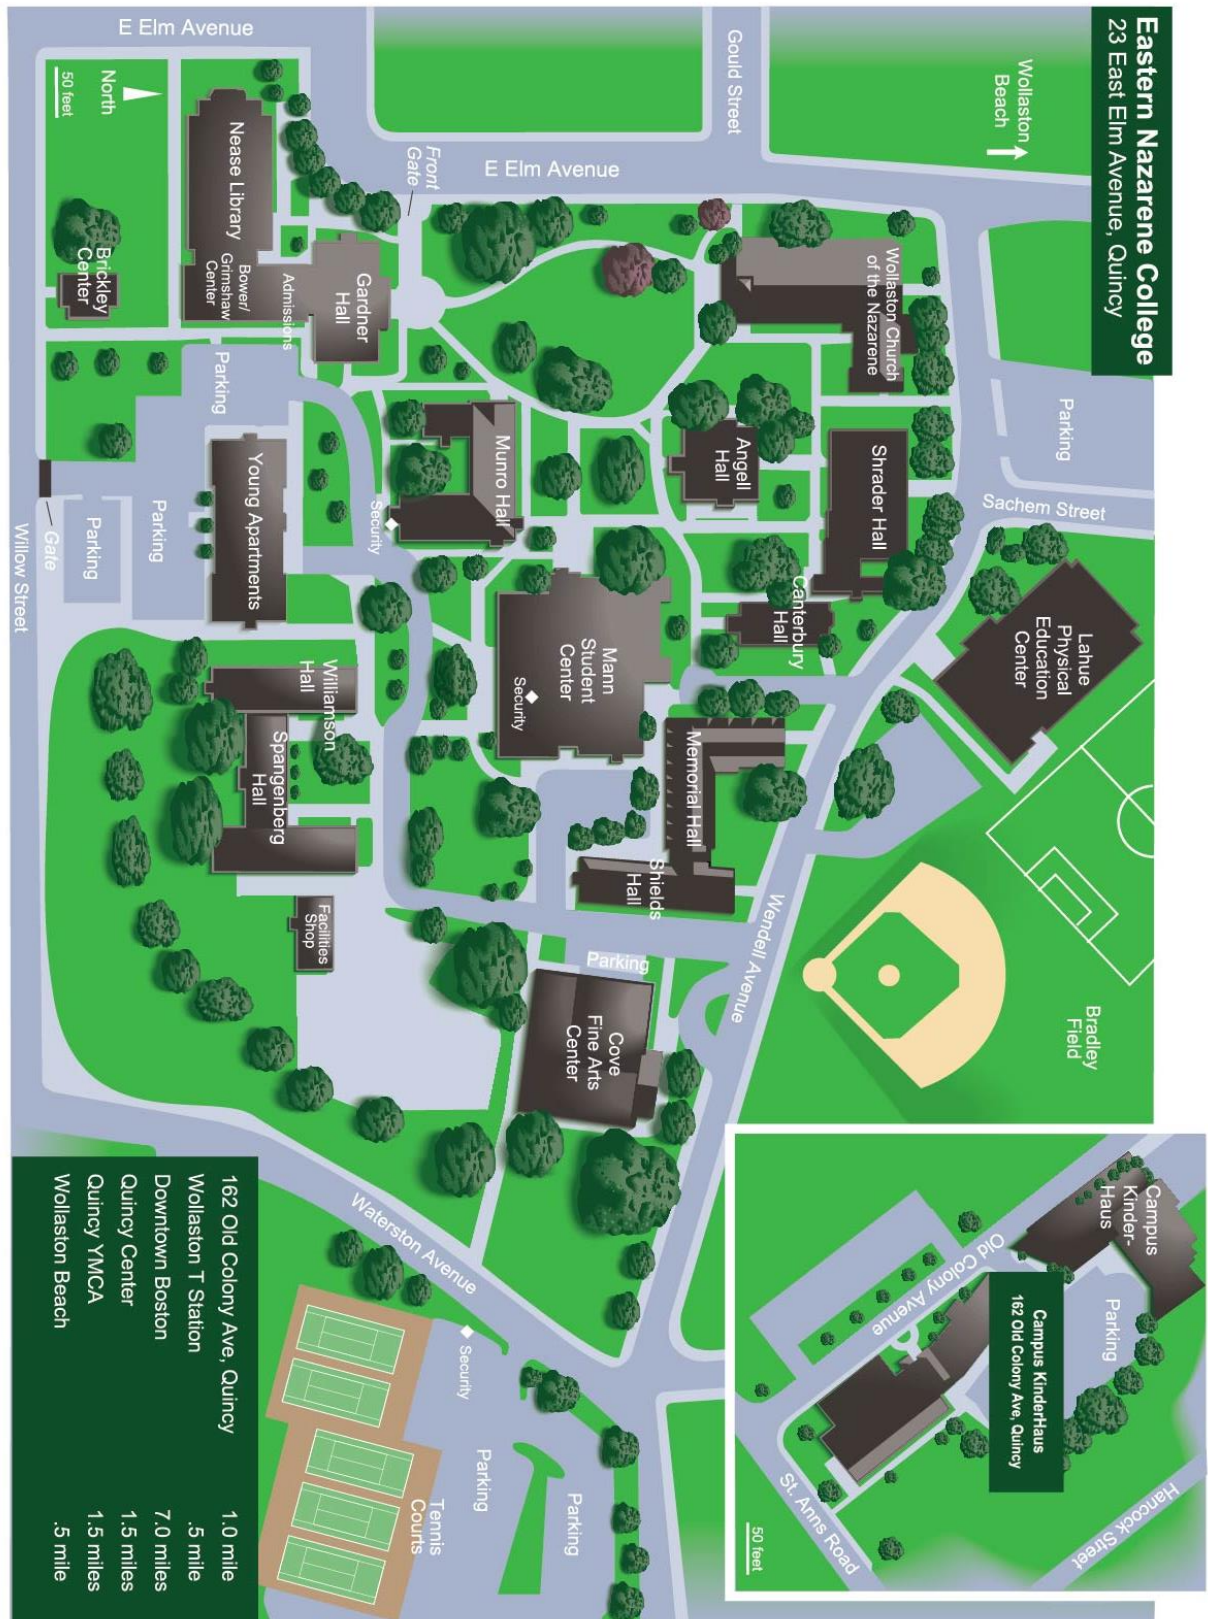 Eastern Nazarene College
23 East Elm Avenue, Quincy
Wollaston
Beach
Gould Street
E Elm Avenue
E Elm Avenue
Front
Gate
North
50 feet
Nease Library
Bower/
Grimshaw
Center
Admissions
Gardner
Hall
Brickley
Center
Wollaston Church
of the Nazarene
Parking
Sachem Street
Shrader Hall
Angell
Hall
Munro Hall
Security
Parking
Young Apartments
Parking
Parking
Gate
Willow Street
Canterbury
Hall
Lahue
Physical
Education
Center
Mann
Student
Center
Security
Williamson
Hall
Spangenberg
Hall
Memorial Hall
Shields
Hall
Wendell Avenue
Facilities
Shop
Parking
Cove
Fine Arts
Center
Bradley
Field
Waterston Avenue
Security
Parking
Parking
Tennis
Courts
Campus
Kinder-
Haus
Parking
Old Colony Avenue
Campus KinderHaus
162 Old Colony Ave, Quincy
St. Anns Road
Hancock Street
50 feet
162 Old Colony Ave, Quincy 1.0 mile
Wollaston T Station .5 mile
Downtown Boston 7.0 miles
Quincy Center 1.5 miles
Quincy YMCA 1.5 miles
Wollaston Beach .5 mile